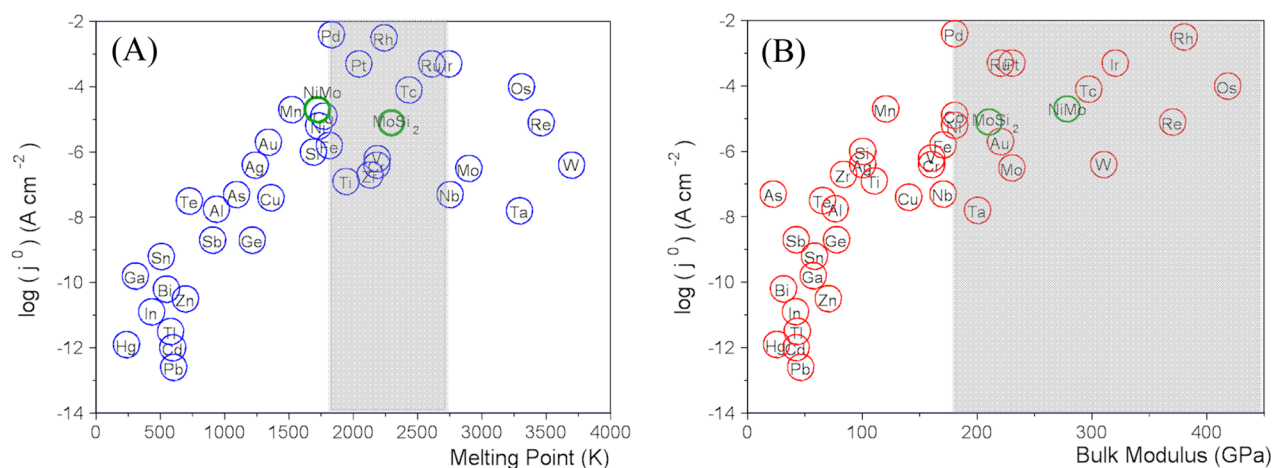 (A)
log ( j⁰ ) (A cm⁻²)
-2
-4
-6
-8
-10
-12
-14
0 500 1000 1500 2000 2500 3000 3500 4000
Melting Point (K)
Pd
Rh
Pt
Ru
Ir
Tc
Os
NiMo
Mn
Co
MoSi₂
Re
Ni
Au
Fe
Si
V
Ag
Mo
W
Zr
Ti
Te
As
Cu
Nb
Al
Ta
Sb
Ge
Sn
Ga
Bi
Zn
In
Tl
Hg
Cd
Pb
(B)
log ( j⁰ ) (A cm⁻²)
-2
-4
-6
-8
-10
-12
-14
0 100 200 300 400
Bulk Modulus (GPa)
Pd
Rh
Ru
Pt
Ir
Tc
Os
Mn
NiMo
Co
MoSi₂
Re
Ni
Au
Fe
Si
V
Ag
Cr
Mo
W
Zr
Ti
As
Te
Cu
Nb
Al
Ta
Sb
Ge
Sn
Ga
Bi
Zn
In
Tl
Hg
Cd
Pb